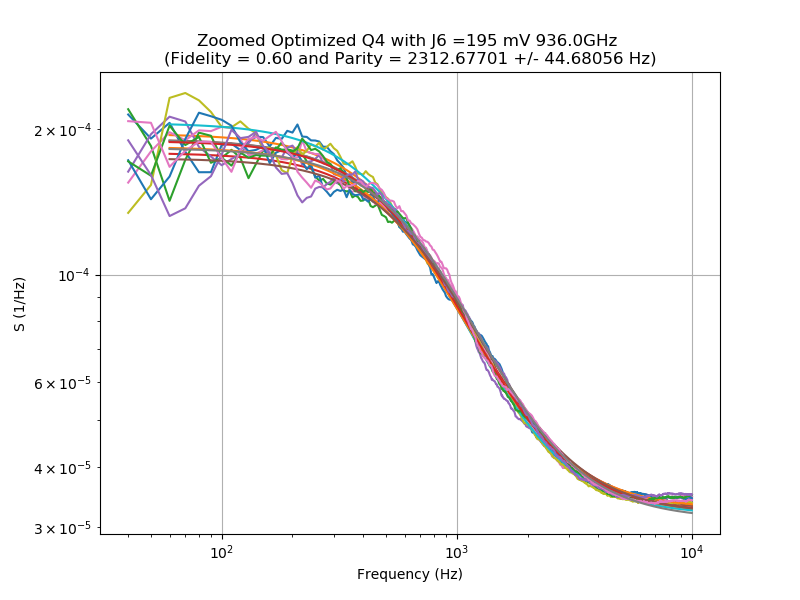 Zoomed Optimized Q4 with J6 =195 mV 936.0GHz
(Fidelity = 0.60 and Parity = 2312.67701 +/- 44.68056 Hz)
S (1/Hz)
2 × 10⁻⁴
10⁻⁴
6 × 10⁻⁵
4 × 10⁻⁵
3 × 10⁻⁵
10² 10³ 10⁴
Frequency (Hz)